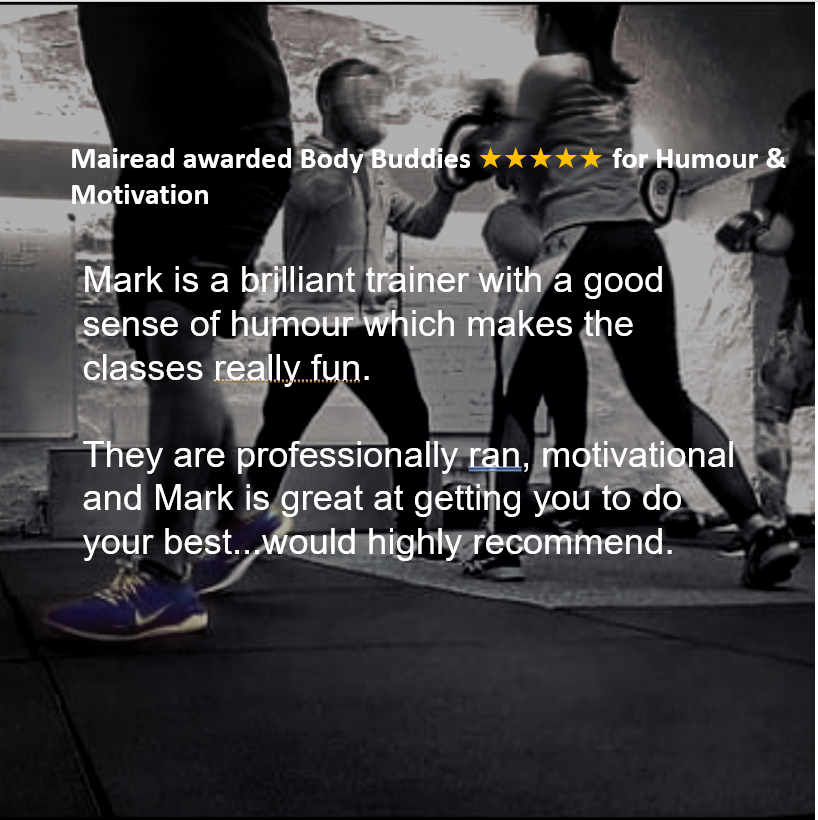 Mairead awarded Body Buddies ★★★★★ for Humour &
Motivation
Mark is a brilliant trainer with a good
sense of humour which makes the
classes really fun.
They are professionally ran, motivational
and Mark is great at getting you to do
your best...would highly recommend.